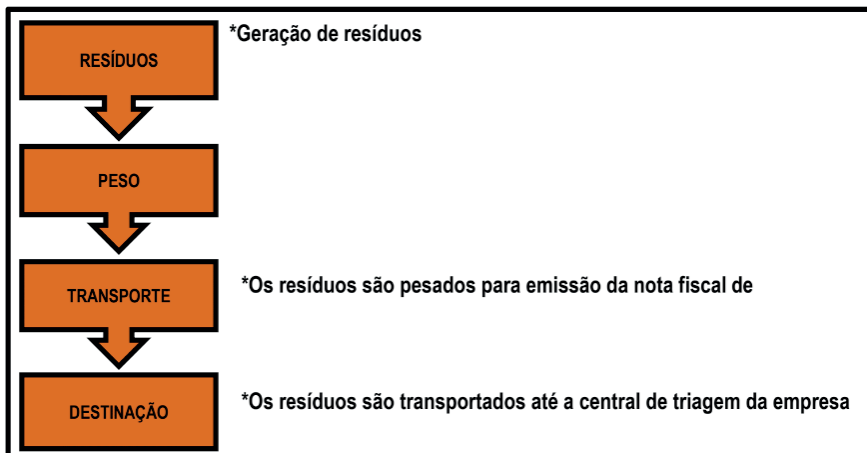 *Geração de resíduos
RESÍDUOS
PESO
TRANSPORTE
*Os resíduos são pesados para emissão da nota fiscal de
DESTINAÇÃO
*Os resíduos são transportados até a central de triagem da empresa